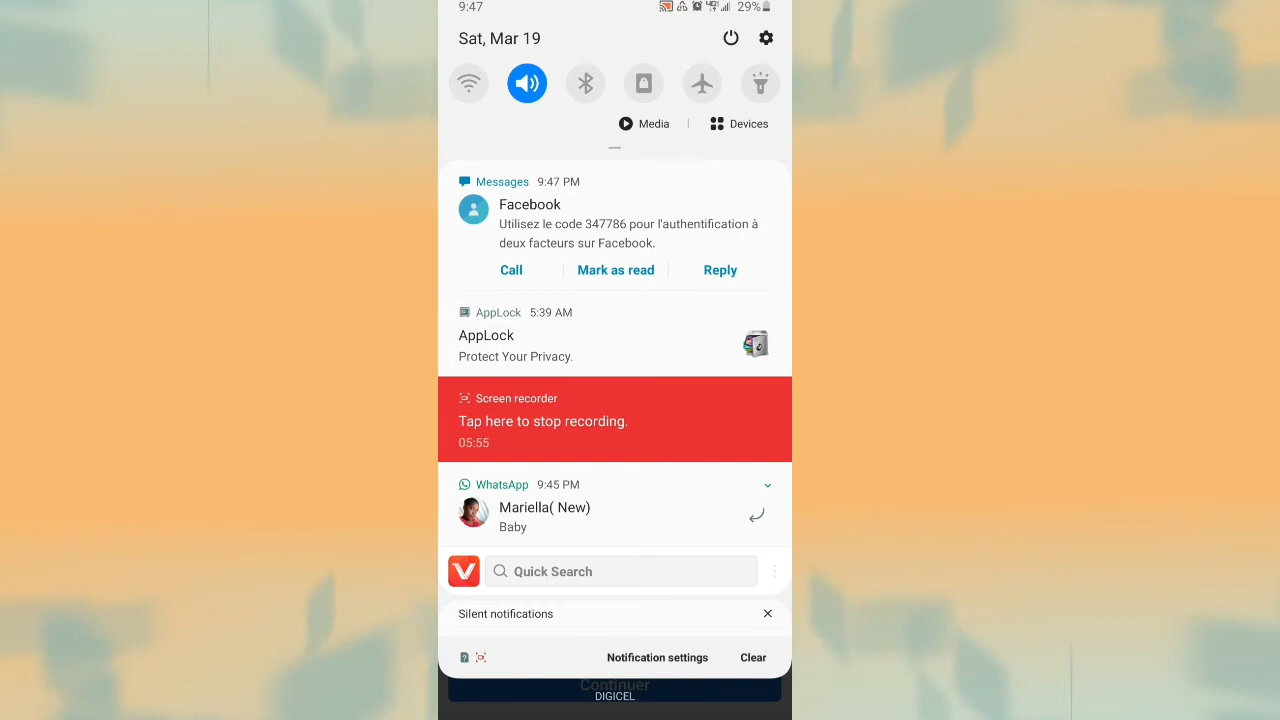 9:47
29%
Sat, Mar 19
Media | Devices
Messages 9:47 PM
Facebook
Utilisez le code 347786 pour l'authentification à
deux facteurs sur Facebook.
Call Mark as read Reply
AppLock 5:39 AM
AppLock
Protect Your Privacy.
Screen recorder
Tap here to stop recording.
05:55
WhatsApp 9:45 PM
Mariella( New)
Baby
Quick Search
Silent notifications
Notification settings Clear
Continuer
DIGICEL